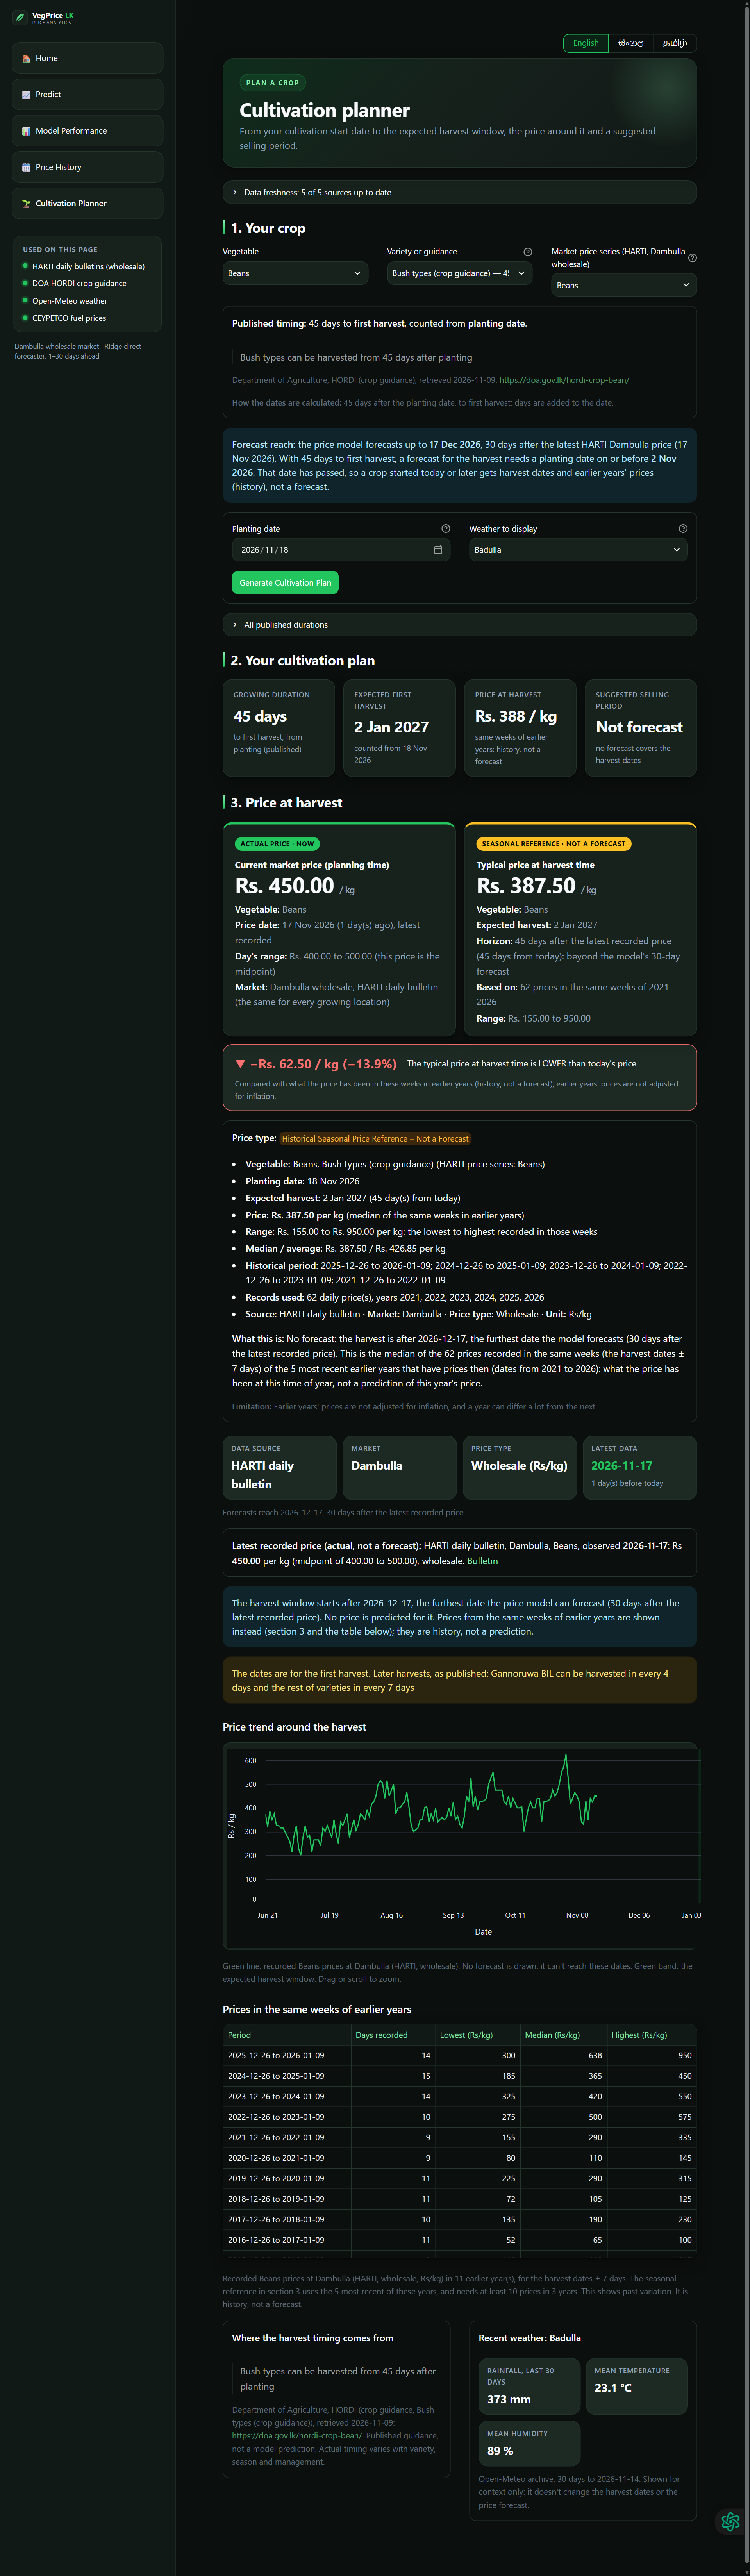 VegPrice LK
PRICE ANALYTICS
Home
Predict
Model Performance
Price History
Cultivation Planner
USED ON THIS PAGE
HARTI daily bulletins (wholesale)
DOA HORDI crop guidance
Open-Meteo weather
CEYPETCO fuel prices
Dambulla wholesale market · Ridge direct
forecaster, 1–30 days ahead
English
සිංහල
தமிழ்
PLAN A CROP
Cultivation planner
From your cultivation start date to the expected harvest window, the price around it and a suggested
selling period.
Data freshness: 5 of 5 sources up to date
1. Your crop
Vegetable
Variety or guidance
Market price series (HARTI, Dambulla
wholesale)
Beans
Bush types (crop guidance) — 4
Beans
Published timing: 45 days to first harvest, counted from planting date.
Bush types can be harvested from 45 days after planting
Department of Agriculture, HORDI (crop guidance), retrieved 2026-11-09: https://doa.gov.lk/hordi-crop-bean/
How the dates are calculated: 45 days after the planting date, to first harvest; days are added to the date.
Forecast reach: the price model forecasts up to 17 Dec 2026, 30 days after the latest HARTI Dambulla price (17
Nov 2026). With 45 days to first harvest, a forecast for the harvest needs a planting date on or before 2 Nov
2026. That date has passed, so a crop started today or later gets harvest dates and earlier years' prices
(history), not a forecast.
Planting date
Weather to display
2026/11/18
Badulla
Generate Cultivation Plan
All published durations
2. Your cultivation plan
GROWING DURATION
45 days
to first harvest, from
planting (published)
EXPECTED FIRST
HARVEST
2 Jan 2027
counted from 18 Nov
2026
PRICE AT HARVEST
Rs. 388 / kg
same weeks of earlier
years: history, not a
forecast
SUGGESTED SELLING
PERIOD
Not forecast
no forecast covers the
harvest dates
3. Price at harvest
ACTUAL PRICE · NOW
Current market price (planning time)
Rs. 450.00 / kg
Vegetable: Beans
Price date: 17 Nov 2026 (1 day(s) ago), latest
recorded
Day's range: Rs. 400.00 to 500.00 (this price is the
midpoint)
Market: Dambulla wholesale, HARTI daily bulletin
(the same for every growing location)
SEASONAL REFERENCE · NOT A FORECAST
Typical price at harvest time
Rs. 387.50 / kg
Vegetable: Beans
Expected harvest: 2 Jan 2027
Horizon: 46 days after the latest recorded price
(45 days from today): beyond the model's 30-day
forecast
Based on: 62 prices in the same weeks of 2021–
2026
Range: Rs. 155.00 to 950.00
▼ −Rs. 62.50 / kg (−13.9%) The typical price at harvest time is LOWER than today's price.
Compared with what the price has been in these weeks in earlier years (history, not a forecast); earlier years' prices are not adjusted
for inflation.
Price type: Historical Seasonal Price Reference – Not a Forecast
• Vegetable: Beans, Bush types (crop guidance) (HARTI price series: Beans)
• Planting date: 18 Nov 2026
• Expected harvest: 2 Jan 2027 (45 day(s) from today)
• Price: Rs. 387.50 per kg (median of the same weeks in earlier years)
• Range: Rs. 155.00 to Rs. 950.00 per kg: the lowest to highest recorded in those weeks
• Median / average: Rs. 387.50 / Rs. 426.85 per kg
• Historical period: 2025-12-26 to 2026-01-09; 2024-12-26 to 2025-01-09; 2023-12-26 to 2024-01-09; 2022-
12-26 to 2023-01-09; 2021-12-26 to 2022-01-09
• Records used: 62 daily price(s), years 2021, 2022, 2023, 2024, 2025, 2026
• Source: HARTI daily bulletin · Market: Dambulla · Price type: Wholesale · Unit: Rs/kg
What this is: No forecast: the harvest is after 2026-12-17, the furthest date the model forecasts (30 days after
the latest recorded price). This is the median of the 62 prices recorded in the same weeks (the harvest dates ±
7 days) of the 5 most recent earlier years that have prices then (dates from 2021 to 2026): what the price has
been at this time of year, not a prediction of this year's price.
Limitation: Earlier years' prices are not adjusted for inflation, and a year can differ a lot from the next.
DATA SOURCE
HARTI daily
bulletin
MARKET
Dambulla
PRICE TYPE
Wholesale (Rs/kg)
LATEST DATA
2026-11-17
1 day(s) before today
Forecasts reach 2026-12-17, 30 days after the latest recorded price.
Latest recorded price (actual, not a forecast): HARTI daily bulletin, Dambulla, Beans, observed 2026-11-17: Rs
450.00 per kg (midpoint of 400.00 to 500.00), wholesale. Bulletin
The harvest window starts after 2026-12-17, the furthest date the price model can forecast (30 days after the
latest recorded price). No price is predicted for it. Prices from the same weeks of earlier years are shown
instead (section 3 and the table below); they are history, not a prediction.
The dates are for the first harvest. Later harvests, as published: Gannoruwa BIL can be harvested in every 4
days and the rest of varieties in every 7 days
Price trend around the harvest
600
500
400
300
200
100
0
Rs / kg
Jun 21 Jul 19 Aug 16 Sep 13 Oct 11 Nov 08 Dec 06 Jan 03
Date
Green line: recorded Beans prices at Dambulla (HARTI, wholesale). No forecast is drawn: it can't reach these dates. Green band: the
expected harvest window. Drag or scroll to zoom.
Prices in the same weeks of earlier years
Period Days recorded Lowest (Rs/kg) Median (Rs/kg) Highest (Rs/kg)
2025-12-26 to 2026-01-09 14 300 638 950
2024-12-26 to 2025-01-09 15 185 365 450
2023-12-26 to 2024-01-09 14 325 420 550
2022-12-26 to 2023-01-09 10 275 500 575
2021-12-26 to 2022-01-09 9 155 290 335
2020-12-26 to 2021-01-09 9 80 110 145
2019-12-26 to 2020-01-09 11 225 290 315
2018-12-26 to 2019-01-09 11 72 105 125
2017-12-26 to 2018-01-09 10 135 190 230
2016-12-26 to 2017-01-09 11 52 65 100
Recorded Beans prices at Dambulla (HARTI, wholesale, Rs/kg) in 11 earlier year(s), for the harvest dates ± 7 days. The seasonal
reference in section 3 uses the 5 most recent of these years, and needs at least 10 prices in 3 years. This shows past variation. It is
history, not a forecast.
Where the harvest timing comes from
Bush types can be harvested from 45 days after
planting
Department of Agriculture, HORDI (crop guidance, Bush
types (crop guidance)), retrieved 2026-11-09:
https://doa.gov.lk/hordi-crop-bean/. Published guidance,
not a model prediction. Actual timing varies with variety,
season and management.
Recent weather: Badulla
RAINFALL, LAST 30
DAYS
373 mm
MEAN TEMPERATURE
23.1 °C
MEAN HUMIDITY
89 %
Open-Meteo archive, 30 days to 2026-11-14. Shown for
context only: it doesn't change the harvest dates or the
price forecast.